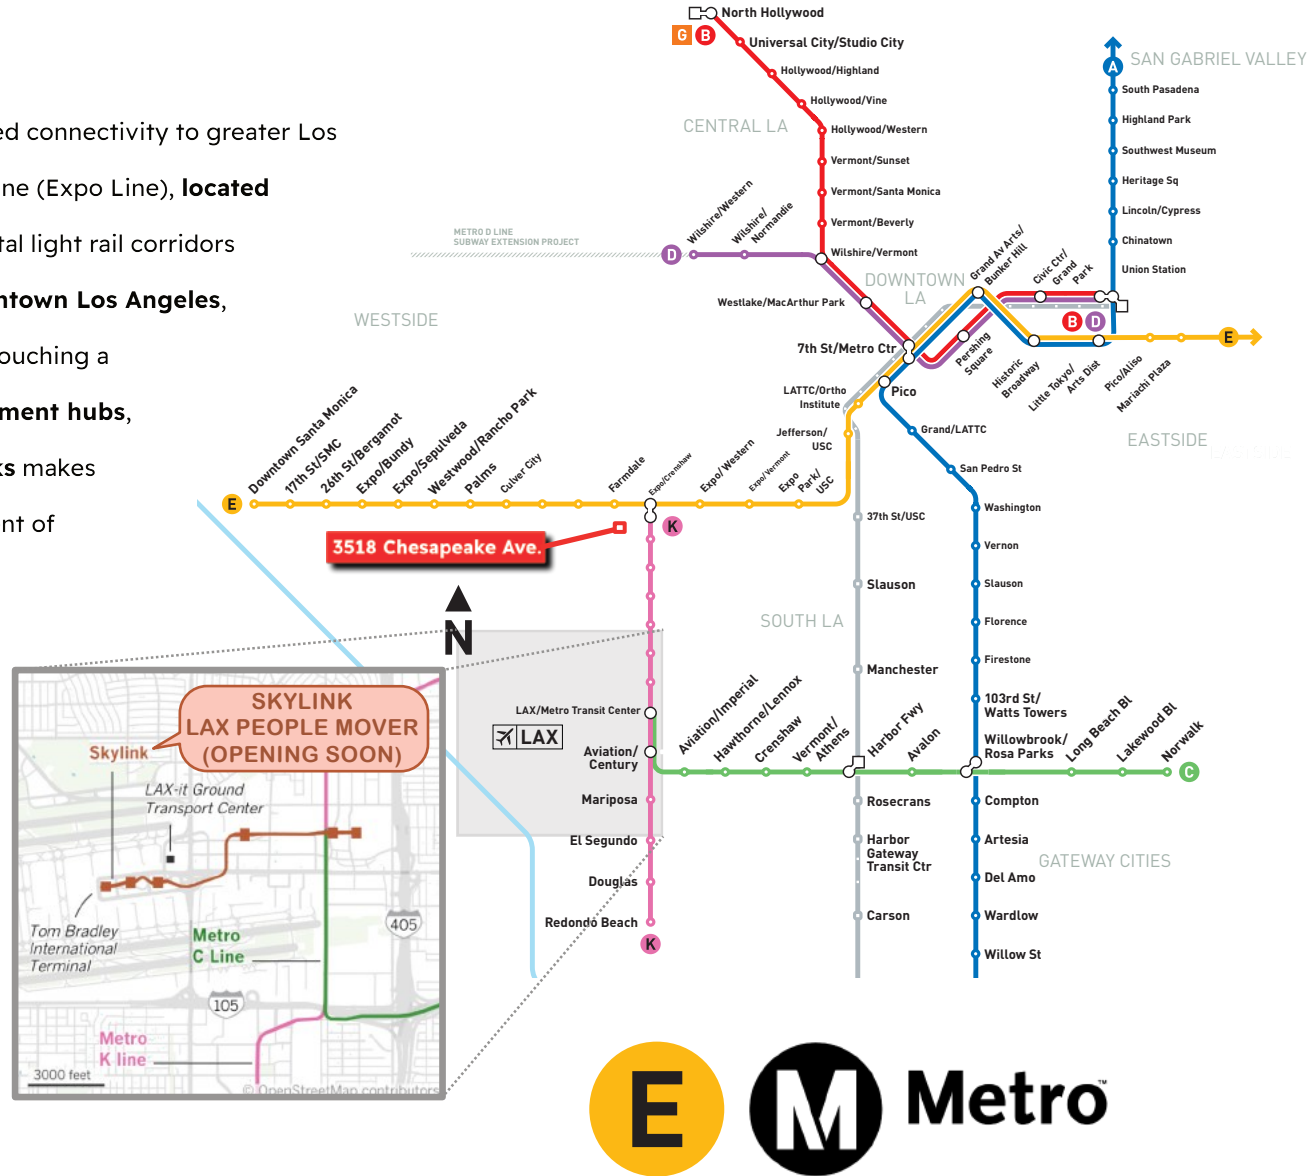 ed connectivity to greater Los
ne (Expo Line), located
tal light rail corridors
ntown Los Angeles,
ouching a
ment hubs,
ks makes
nt of
North Hollywood
G B
Universal City/Studio City
Hollywood/Highland
Hollywood/Vine
CENTRAL LA
Hollywood/Western
Vermont/Sunset
Vermont/Santa Monica
Vermont/Beverly
Wilshire/Vermont
Wilshire/Western
Wilshire/
Normandie
METRO D LINE
SUBWAY EXTENSION PROJECT
D
Westlake/MacArthur Park
DOWNTOWN
LA
WESTSIDE
7th St/Metro Ctr
Grand Av Arts/
Bunker Hill
Civic Ctr/
Grand
Park
B D
Pershing
Square
Historic
Broadway
Little Tokyo/
Arts Dist
Pico/Aliso
Mariachi Plaza
E
A
SAN GABRIEL VALLEY
South Pasadena
Highland Park
Southwest Museum
Heritage Sq
Lincoln/Cypress
Chinatown
Union Station
EASTSIDE
LATTC/Ortho
Institute
Pico
Jefferson/
USC
Grand/LATTC
San Pedro St
E
Downtown Santa Monica
17th St/SMC
26th St/Bergamot
Expo/Bundy
Expo/Sepulveda
Westwood/Rancho Park
Palms
Culver City
Farmdale
Expo/Crenshaw
Expo/Western
Expo/Vermont
Expo
Park/
USC
K
3518 Chesapeake Ave.
N
37th St/USC
Slauson
SOUTH LA
Manchester
Washington
Vernon
Slauson
Florence
Firestone
103rd St/
Watts Towers
Willowbrook/
Rosa Parks
LAX/Metro Transit Center
LAX
Aviation/
Century
Mariposa
El Segundo
Douglas
Redondo Beach
K
Aviation/Imperial
Hawthorne/Lennox
Crenshaw
Vermont/
Athens
Harbor Fwy
Avalon
Long Beach Bl
Lakewood Bl
Norwalk
C
Rosecrans
Harbor
Gateway
Transit Ctr
Carson
Compton
Artesia
Del Amo
Wardlow
Willow St
GATEWAY CITIES
SKYLINK
LAX PEOPLE MOVER
(OPENING SOON)
Skylink
LAX-it Ground
Transport Center
Tom Bradley
International
Terminal
Metro
C Line
405
105
Metro
K line
3000 feet
© OpenStreetMap contributors
E
M
Metro™